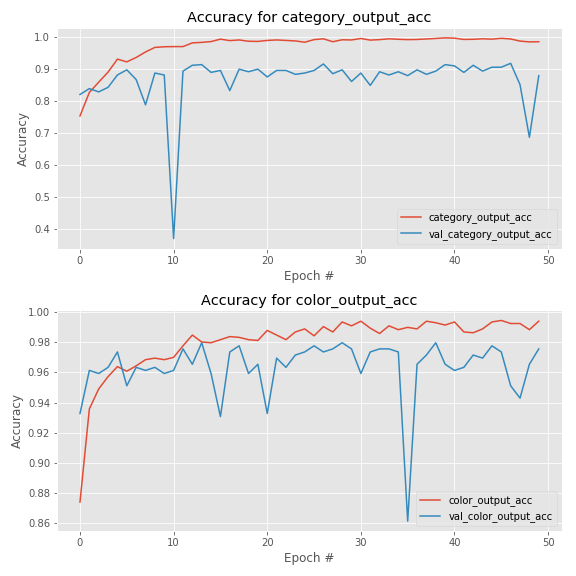 Accuracy for category_output_acc
1.0
0.9
0.8
0.7
0.6
0.5
0.4
Accuracy
category_output_acc
val_category_output_acc
0 10 20 30 40 50
Epoch #
Accuracy for color_output_acc
1.00
0.98
0.96
0.94
0.92
0.90
0.88
0.86
Accuracy
color_output_acc
val_color_output_acc
0 10 20 30 40 50
Epoch #